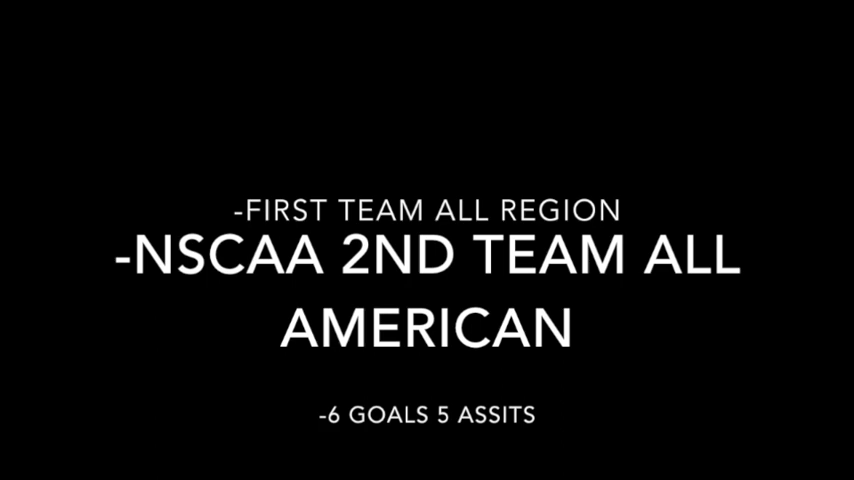 -FIRST TEAM ALL REGION
-NSCAA 2ND TEAM ALL
AMERICAN
-6 GOALS 5 ASSITS